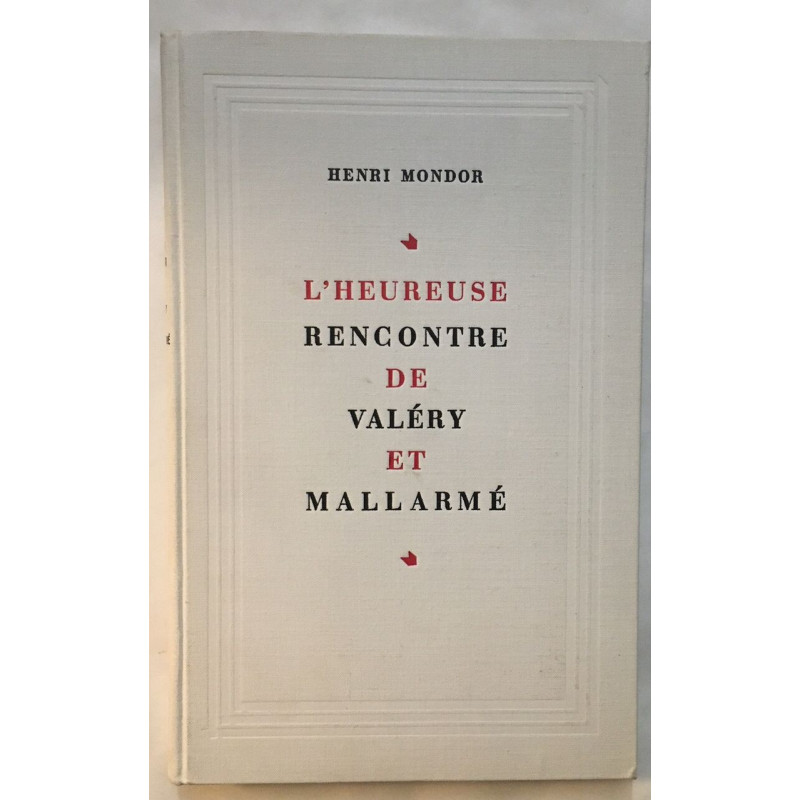 HENRI MONDOR
L'HEUREUSE
RENCONTRE
DE
VALÉRY
ET
MALLARMÉ